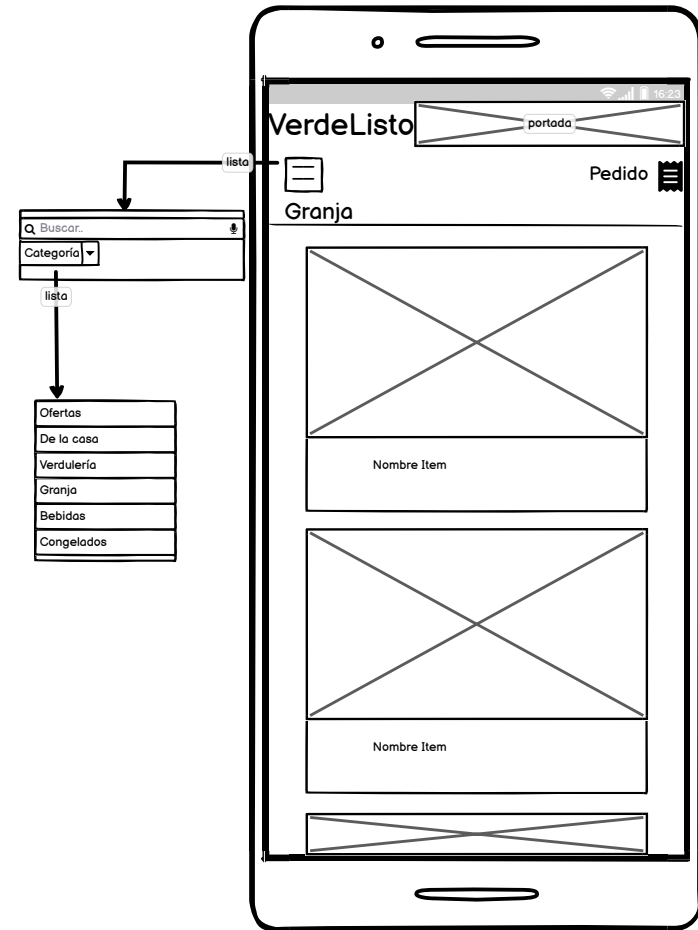 16:23
VerdeListo
portada
lista
Pedido
Granja
Buscar..
Categoría
lista
Ofertas
De la casa
Verdulería
Granja
Bebidas
Congelados
Nombre Item
Nombre Item